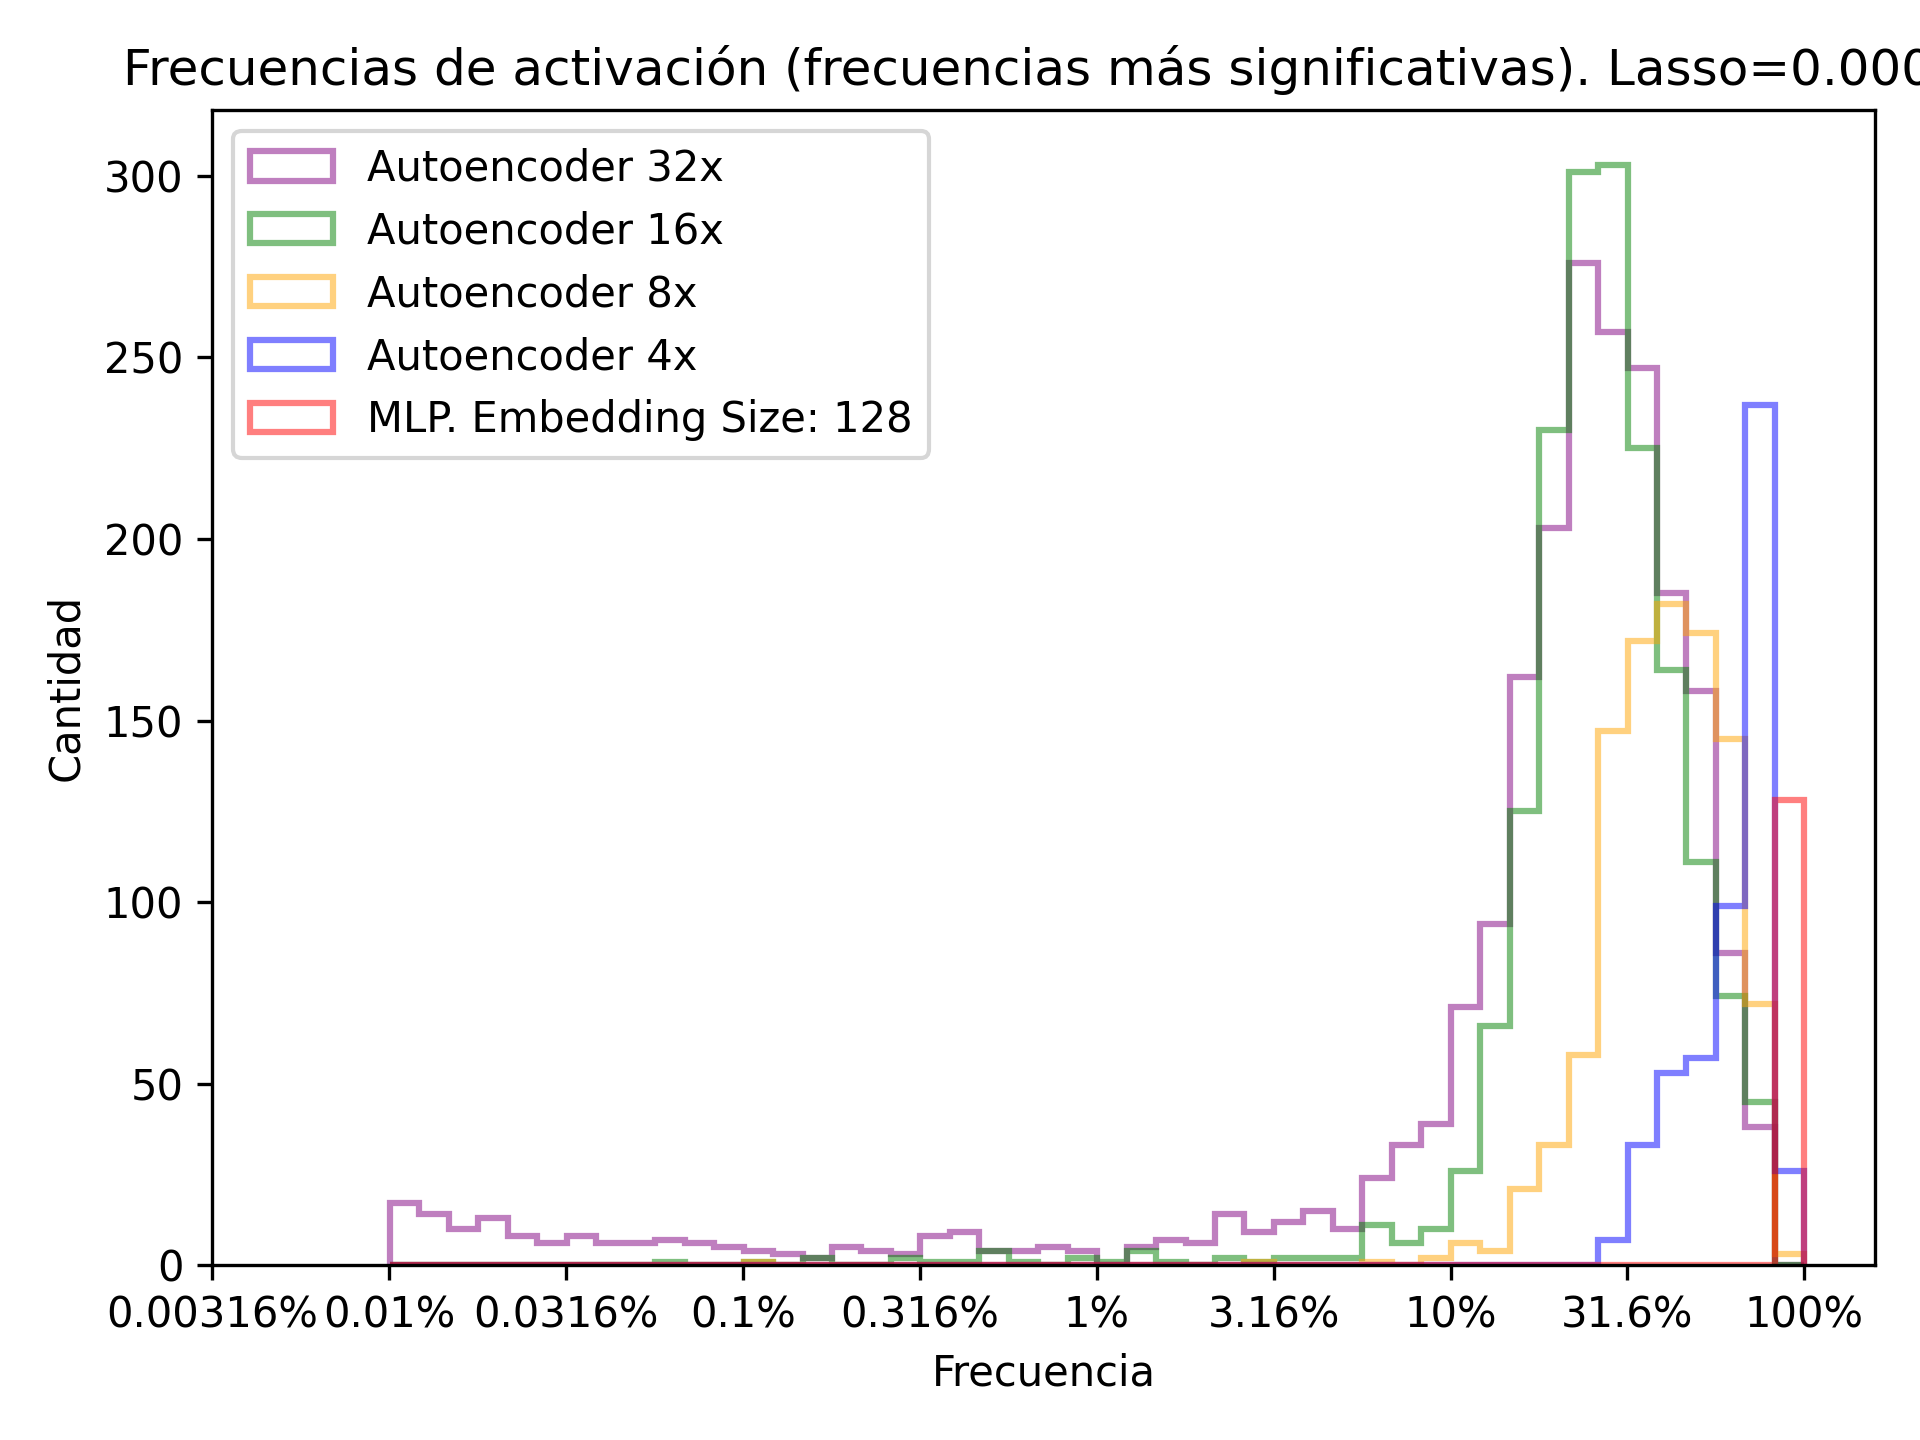 Frecuencias de activación (frecuencias más significativas). Lasso=0.000
Autoencoder 32x
Autoencoder 16x
Autoencoder 8x
Autoencoder 4x
MLP. Embedding Size: 128
300
250
200
150
100
50
0
Cantidad
0.00316% 0.01% 0.0316% 0.1% 0.316% 1% 3.16% 10% 31.6% 100%
Frecuencia